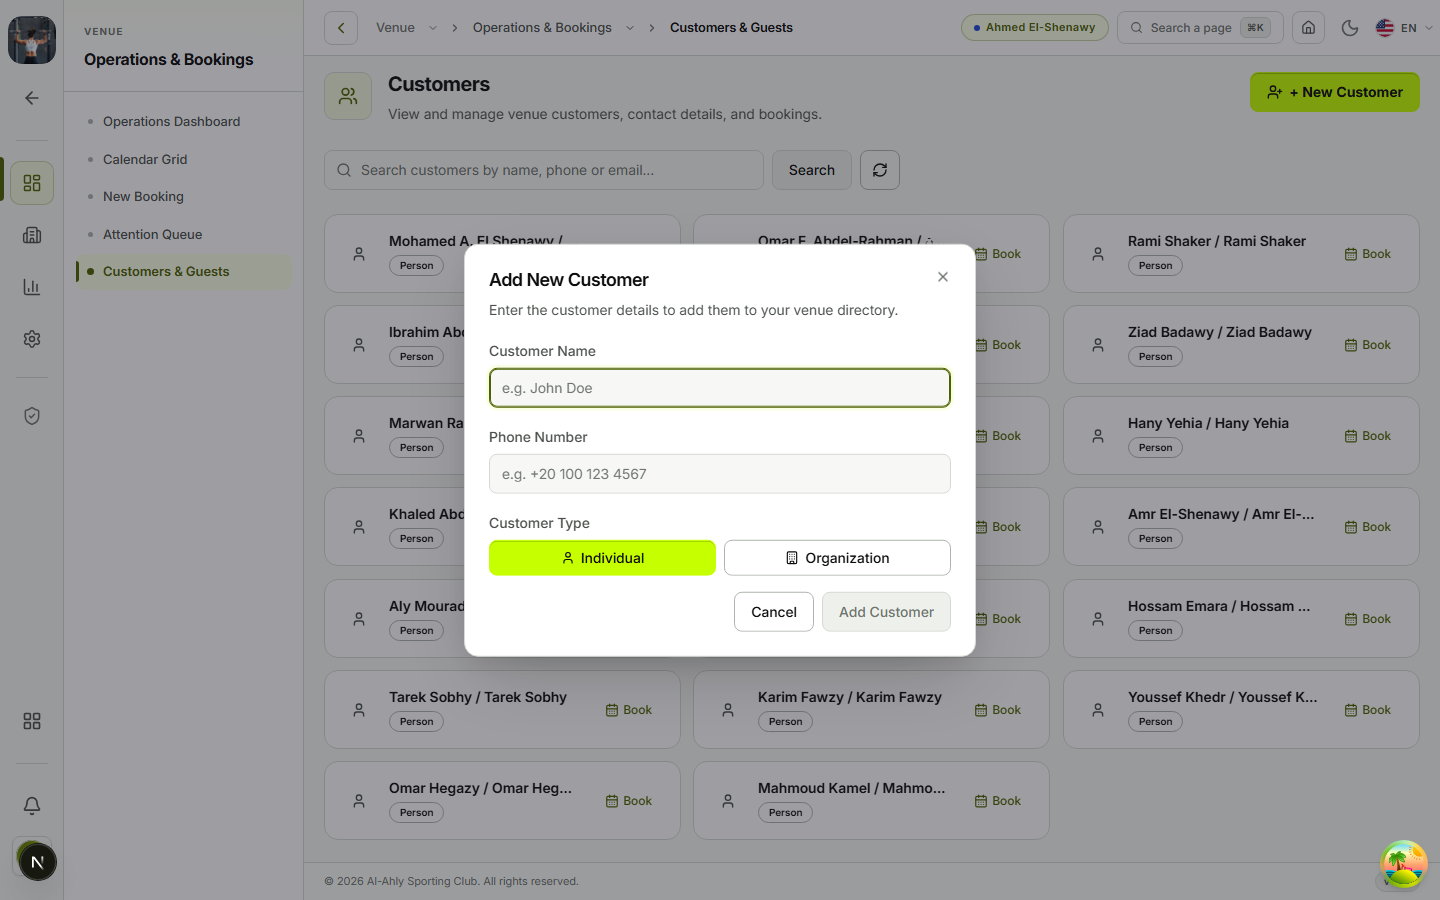 VENUE
Operations & Bookings
Operations Dashboard
Calendar Grid
New Booking
Attention Queue
Customers & Guests
Venue
Operations & Bookings
Customers & Guests
Ahmed El-Shenawy
Search a page
⌘K
EN
Customers
View and manage venue customers, contact details, and bookings.
+ New Customer
Search customers by name, phone or email...
Search
Mohamed A. El Shenawy /
Person
Omar F. Abdel-Rahman /
Book
Rami Shaker / Rami Shaker
Person
Book
Ibrahim
Person
Book
Ziad Badawy / Ziad Badawy
Person
Book
Marwan
Person
Book
Hany Yehia / Hany Yehia
Person
Book
Khaled
Person
Book
Amr El-Shenawy / Amr El-...
Person
Book
Aly Mourad
Person
Book
Hossam Emara / Hossam ...
Person
Book
Tarek Sobhy / Tarek Sobhy
Person
Book
Karim Fawzy / Karim Fawzy
Person
Book
Youssef Khedr / Youssef K...
Person
Book
Omar Hegazy / Omar Heg...
Person
Book
Mahmoud Kamel / Mahmo...
Person
Book
Add New Customer
Enter the customer details to add them to your venue directory.
Customer Name
e.g. John Doe
Phone Number
e.g. +20 100 123 4567
Customer Type
Individual
Organization
Cancel
Add Customer
N
© 2026 Al-Ahly Sporting Club. All rights reserved.